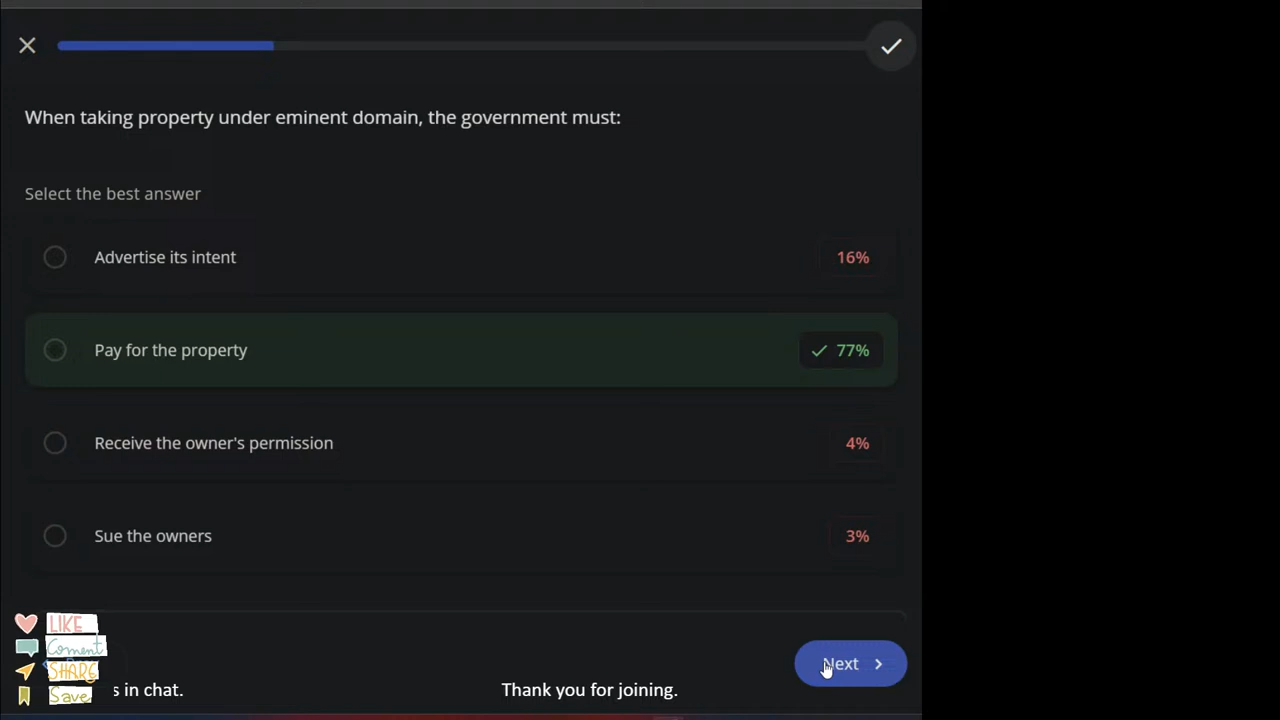 When taking property under eminent domain, the government must:
Select the best answer
Advertise its intent 16%
Pay for the property 77%
Receive the owner's permission 4%
Sue the owners 3%
LIKE
Coment
SHARE
Next
Save
s in chat. Thank you for joining.